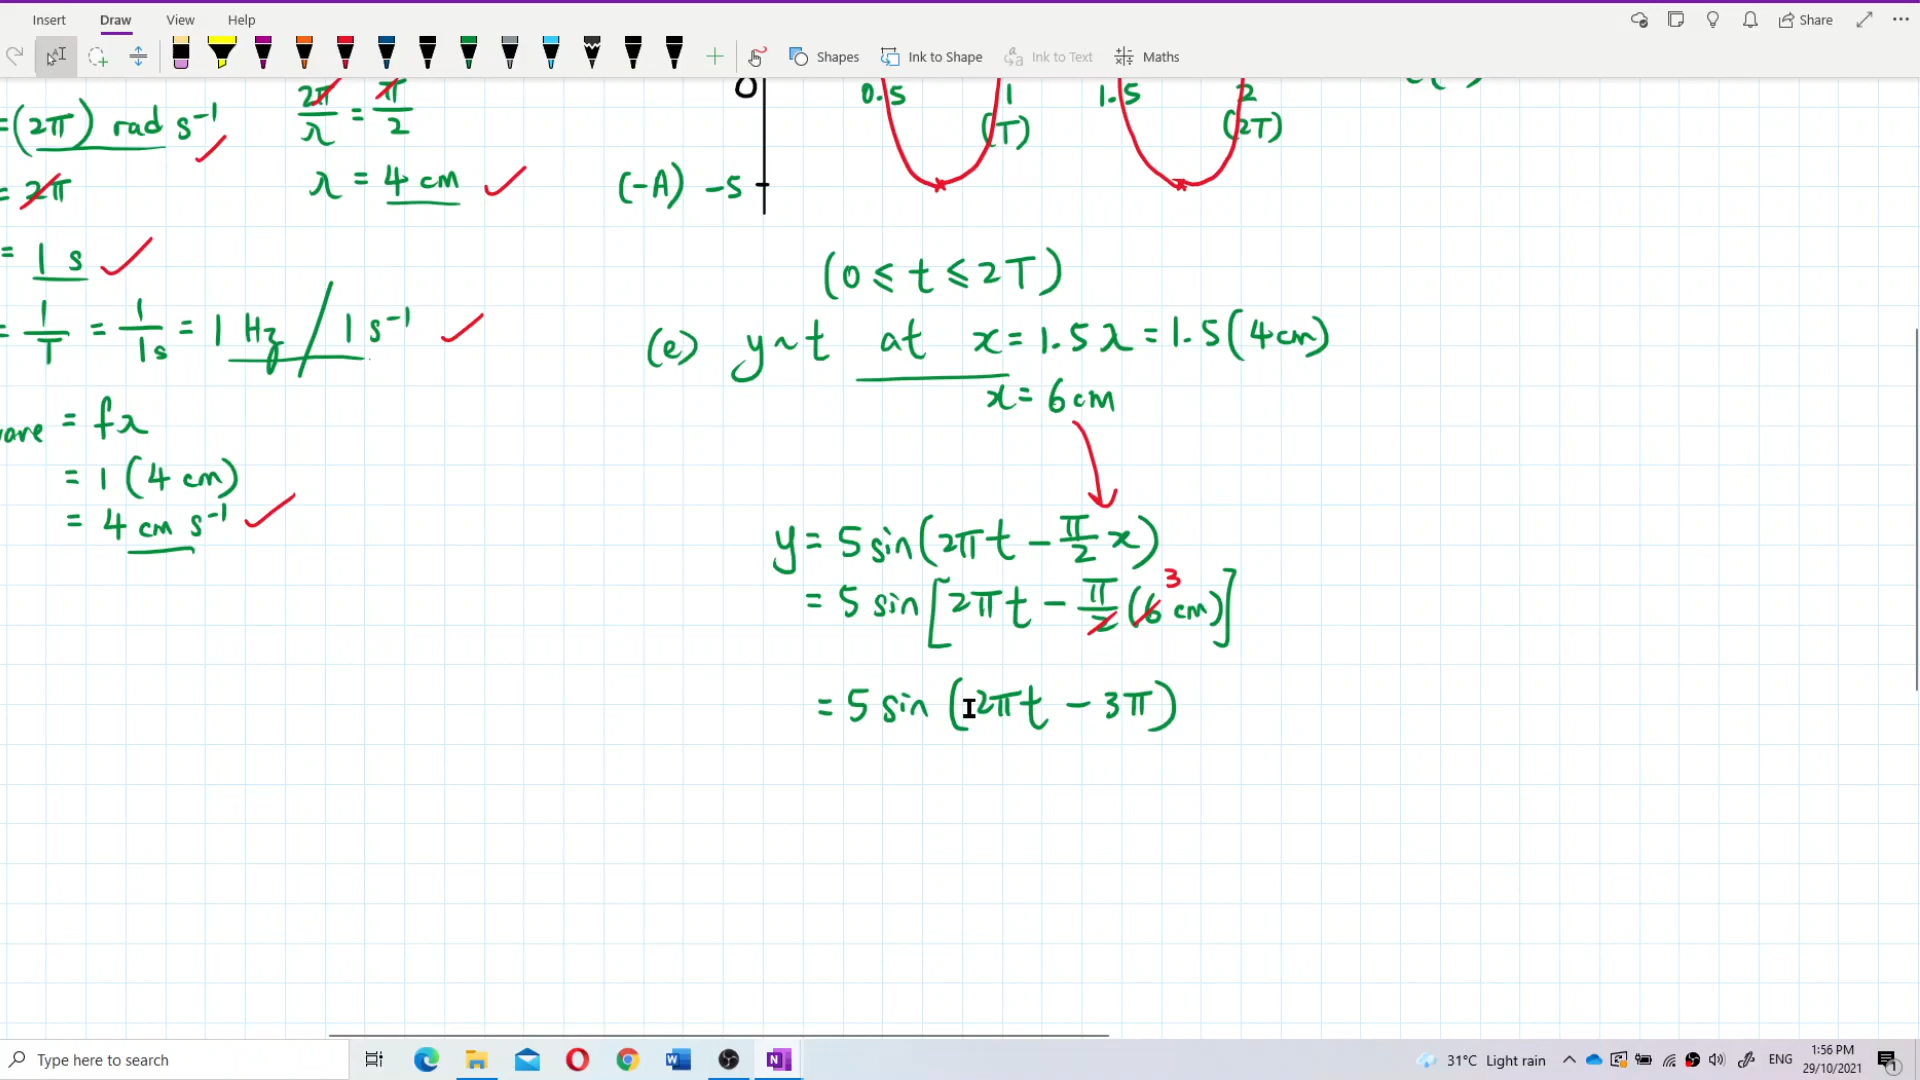 Insert Draw View Help
Share
Shapes Ink to Shape Ink to Text Maths
= (2π) rad s⁻¹
= 2π
= 1 s
= 1/T = 1/1s = 1 Hz / 1 s⁻¹
= fλ
= 1 (4 cm)
= 4 cm s⁻¹
2π/λ = π/2
λ = 4 cm
0
0.5 1 1.5 2
(T) (2T)
(-A) -5
(0 ⩽ t ⩽ 2T)
(e) y~t at x = 1.5λ = 1.5(4cm)
x = 6cm
y = 5 sin(2πt - π/2 x)
3
= 5 sin[2πt - π/2 (6 cm)]
= 5 sin (2πt - 3π)
Type here to search
31°C Light rain
ENG
1:56 PM
29/10/2021
1